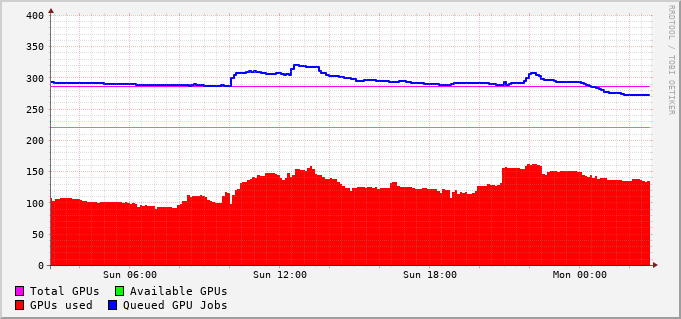 400
350
300
250
200
150
100
50
0
Sun 06:00 Sun 12:00 Sun 18:00 Mon 00:00
Total GPUs Available GPUs
GPUs used Queued GPU Jobs
RRDTOOL / TOBI OETIKER